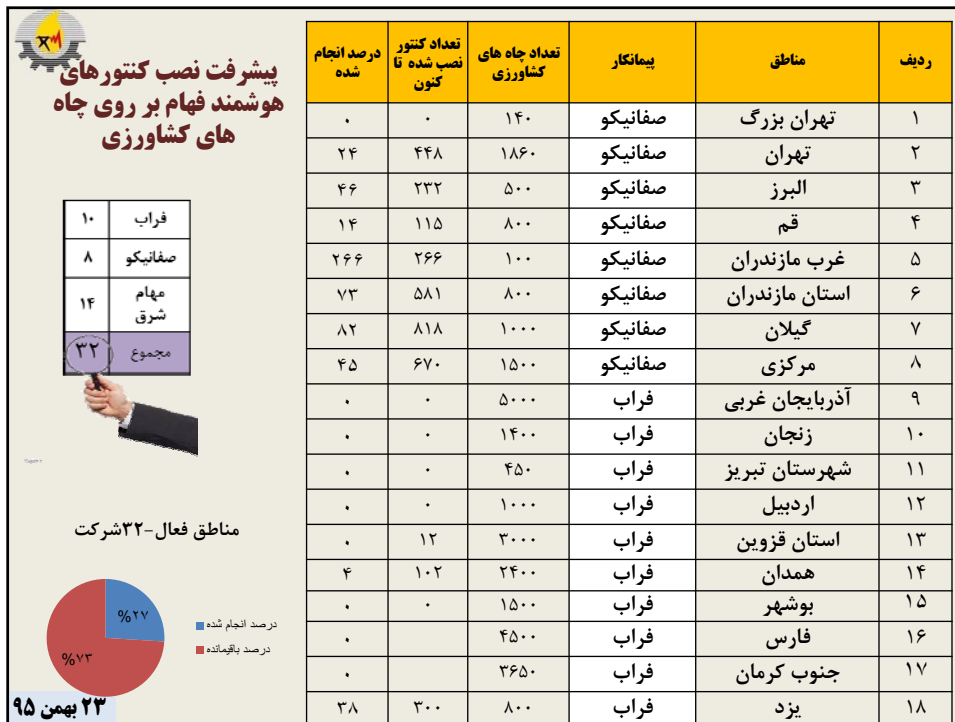 پیشرفت نصب کنتورهای
هوشمند فهام بر روی چاه
های کشاورزی
ردیف مناطق پیمانکار تعداد چاه های کشاورزی تعداد کنتور نصب شده تا کنون درصد انجام شده
۱ تهران بزرگ صفانیکو ۱۴۰ ۰ ۰
۲ تهران صفانیکو ۱۸۶۰ ۴۴۸ ۲۴
۳ البرز صفانیکو ۵۰۰ ۲۳۲ ۴۶
۴ قم صفانیکو ۸۰۰ ۱۱۵ ۱۴
۵ غرب مازندران صفانیکو ۱۰۰ ۲۶۶ ۲۶۶
۶ استان مازندران صفانیکو ۸۰۰ ۵۸۱ ۷۳
۷ گیلان صفانیکو ۱۰۰۰ ۸۱۸ ۸۲
۸ مرکزی صفانیکو ۱۵۰۰ ۶۷۰ ۴۵
۹ آذربایجان غربی فراب ۵۰۰۰ ۰ ۰
۱۰ زنجان فراب ۱۴۰۰ ۰ ۰
۱۱ شهرستان تبریز فراب ۴۵۰ ۰ ۰
۱۲ اردبیل فراب ۱۰۰۰ ۰ ۰
۱۳ استان قزوین فراب ۳۰۰۰ ۱۲ ۰
۱۴ همدان فراب ۲۴۰۰ ۱۰۲ ۴
۱۵ بوشهر فراب ۱۵۰۰ ۰ ۰
۱۶ فارس فراب ۴۵۰۰ ۰
۱۷ جنوب کرمان فراب ۳۶۵۰ ۰
۱۸ یزد فراب ۸۰۰ ۳۰۰ ۳۸
فراب ۱۰
صفانیکو ۸
مهام شرق ۱۴
مجموع ۳۲
مناطق فعال-۳۲شرکت
%۲۷
%۷۳
درصد انجام شده
درصد باقیمانده
۲۳ بهمن ۹۵